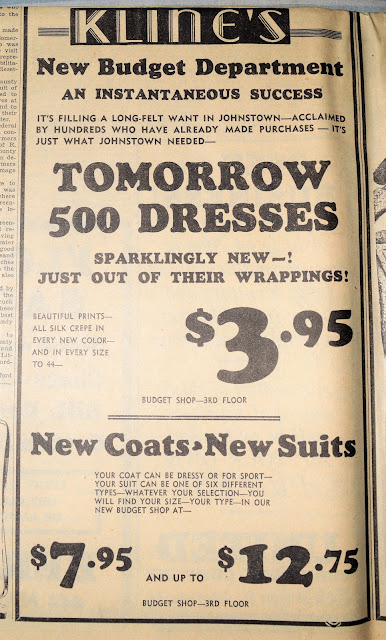 KLINE'S
New Budget Department
AN INSTANTANEOUS SUCCESS
IT'S FILLING A LONG-FELT WANT IN JOHNSTOWN—ACCLAIMED
BY HUNDREDS WHO HAVE ALREADY MADE PURCHASES — IT'S
JUST WHAT JOHNSTOWN NEEDED—
TOMORROW
500 DRESSES
SPARKLINGLY NEW—!
JUST OUT OF THEIR WRAPPINGS!
BEAUTIFUL PRINTS—
ALL SILK CREPE IN
EVERY NEW COLOR—
AND IN EVERY SIZE
TO 44—
$3.95
BUDGET SHOP—3RD FLOOR
New Coats-New Suits
YOUR COAT CAN BE DRESSY OR FOR SPORT—
YOUR SUIT CAN BE ONE OF SIX DIFFERENT
TYPES—WHATEVER YOUR SELECTION—YOU
WILL FIND YOUR SIZE—YOUR TYPE—IN OUR
NEW BUDGET SHOP AT—
$7.95 AND UP TO $12.75
BUDGET SHOP—3RD FLOOR